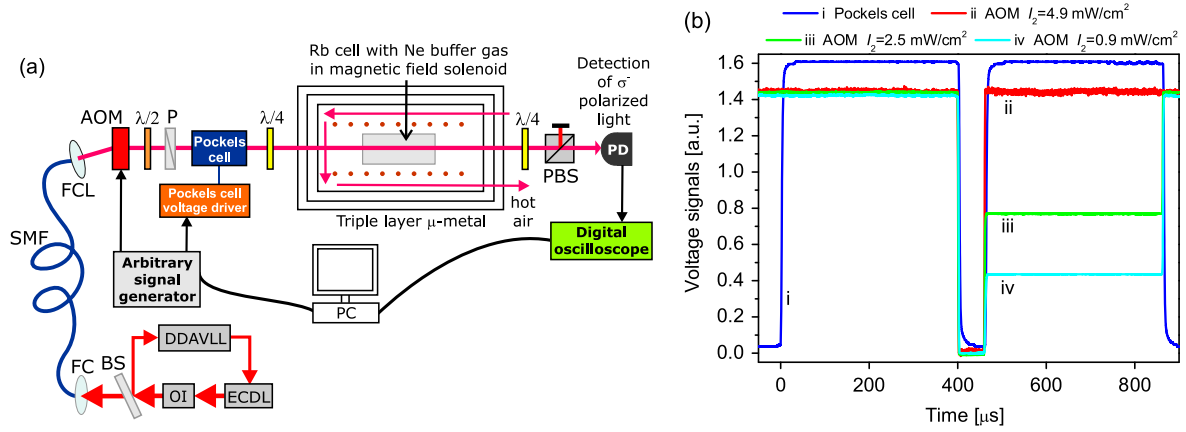 (a)
Rb cell with Ne buffer gas
in magnetic field solenoid
Detection
of σ-
polarized
light
AOM
λ/2
P
λ/4
λ/4
Pockels
cell
PD
FCL
PBS
Pockels cell
voltage driver
hot
air
Triple layer μ-metal
SMF
Digital
oscilloscope
Arbitrary
signal
generator
PC
DDAVLL
FC
BS
OI
ECDL
(b)
i Pockels cell
ii AOM I2=4.9 mW/cm2
iii AOM I2=2.5 mW/cm2
iv AOM I2=0.9 mW/cm2
Voltage signals [a.u.]
1.6
1.4
1.2
1.0
0.8
0.6
0.4
0.2
0.0
i
ii
iii
iv
0
200
400
600
800
Time [μs]